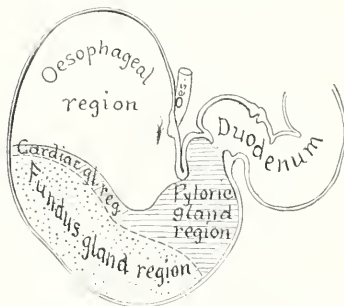 Oesophageal
region
Oes.
Duodenum
Cardiac gl. reg.
Fundus gland region
Pyloric
gland
region